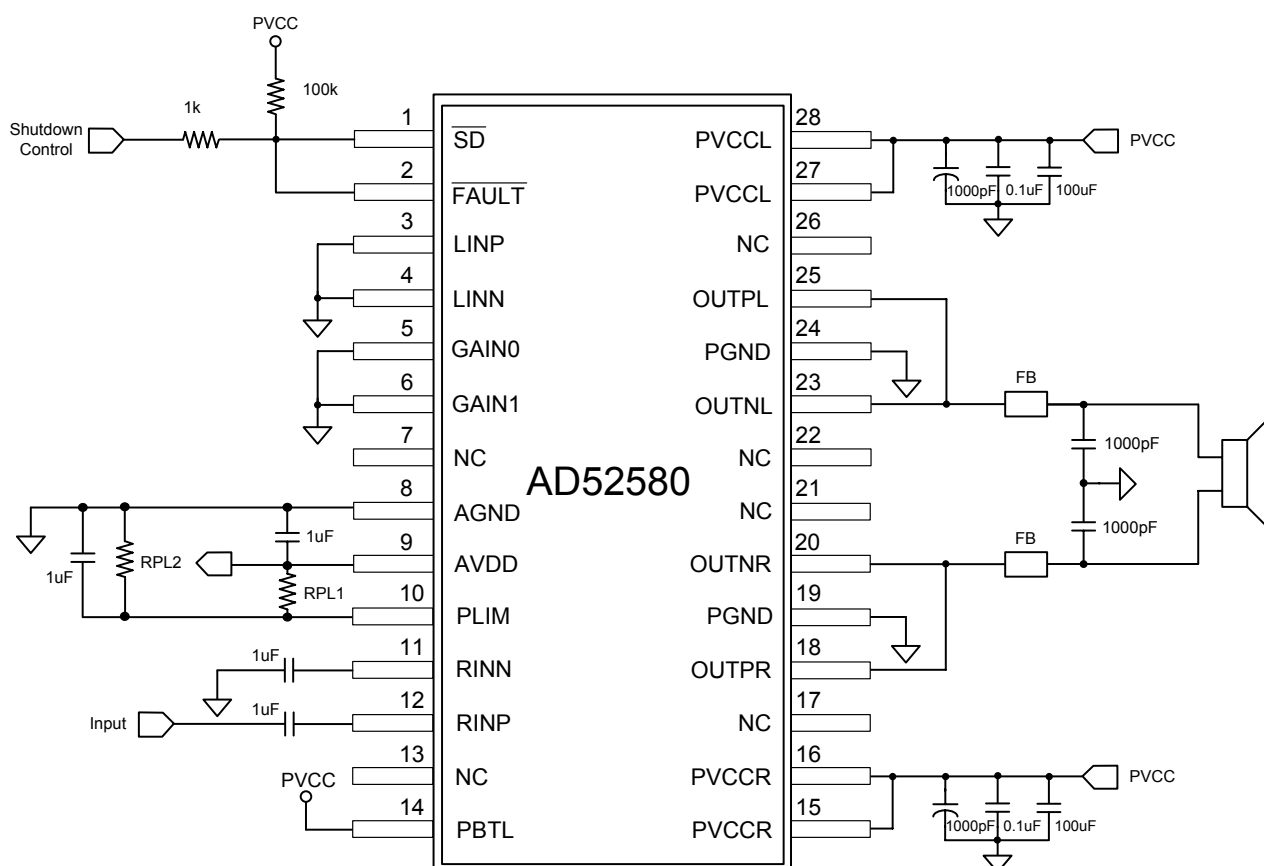 PVCC
100k
1k
Shutdown
Control
1
SD
2
FAULT
3
LINP
4
LINN
5
GAIN0
6
GAIN1
7
NC
8
AGND
1uF
1uF
RPL2
9
AVDD
RPL1
10
PLIM
11
1uF
RINN
12
1uF
Input
RINP
13
NC
PVCC
14
PBTL
AD52580
28
PVCCL
PVCC
27
PVCCL
1000pF
0.1uF
100uF
26
NC
25
OUTPL
24
PGND
23
OUTNL
FB
22
NC
1000pF
21
NC
1000pF
20
OUTNR
FB
19
PGND
18
OUTPR
17
NC
16
PVCCR
PVCC
15
PVCCR
1000pF
0.1uF
100uF